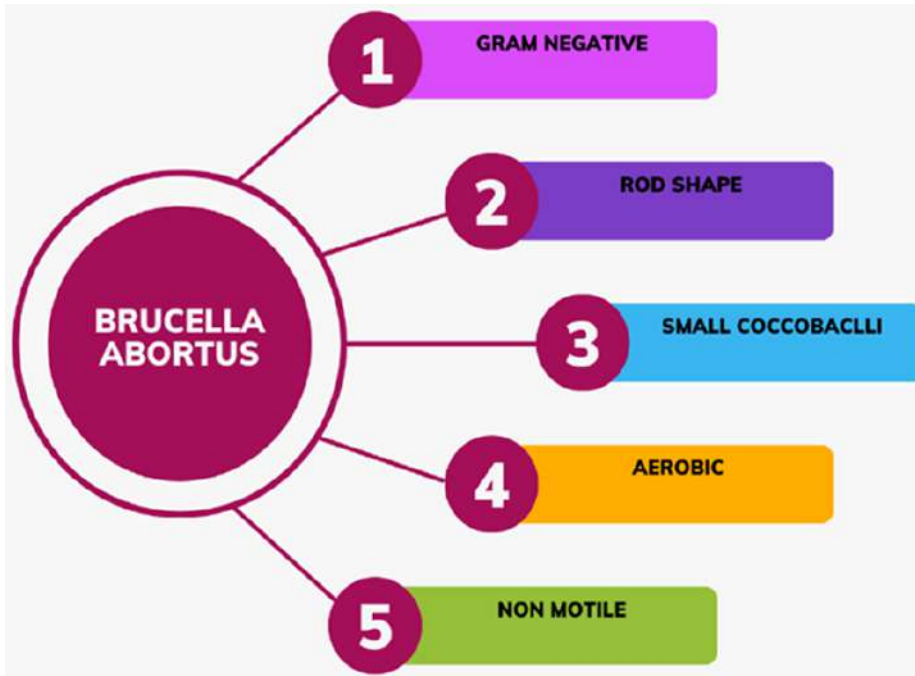 BRUCELLA
ABORTUS
1
GRAM NEGATIVE
2
ROD SHAPE
3
SMALL COCCOBACLLI
4
AEROBIC
5
NON MOTILE